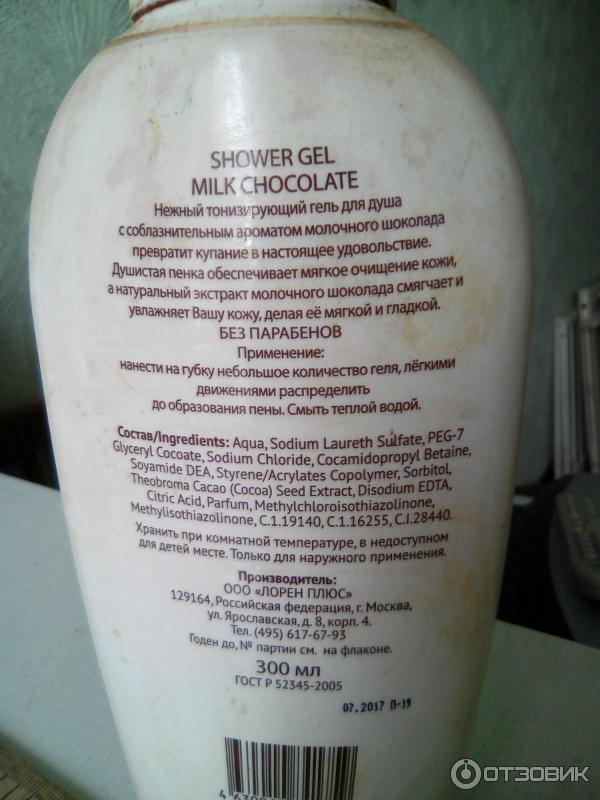 SHOWER GEL
MILK CHOCOLATE
Нежный тонизирующий гель для душа
с соблазнительным ароматом молочного шоколада
превратит купание в настоящее удовольствие.
Душистая пенка обеспечивает мягкое очищение кожи,
а натуральный экстракт молочного шоколада смягчает и
увлажняет Вашу кожу, делая её мягкой и гладкой.
БЕЗ ПАРАБЕНОВ
Применение:
нанести на губку небольшое количество геля, лёгкими
движениями распределить
до образования пены. Смыть теплой водой.
Состав/Ingredients: Aqua, Sodium Laureth Sulfate, PEG-7
Glyceryl Cocoate, Sodium Chloride, Cocamidopropyl Betaine,
Soyamide DEA, Styrene/Acrylates Copolymer, Sorbitol,
Theobroma Cacao (Cocoa) Seed Extract, Disodium EDTA,
Citric Acid, Parfum, Methylchloroisothiazolinone,
Methylisothiazolinone, C.1.19140, C.1.16255, C.I.28440.
Хранить при комнатной температуре, в недоступном
для детей месте. Только для наружного применения.
Производитель:
ООО «ЛОРЕН ПЛЮС»
129164, Российская федерация, г. Москва,
ул. Ярославская, д. 8, корп. 4.
Тел. (495) 617-67-93
Годен до, № партии см. на флаконе.
300 мл
ГОСТ Р 52345-2005
07.2017 П-19
ОТЗОВИК